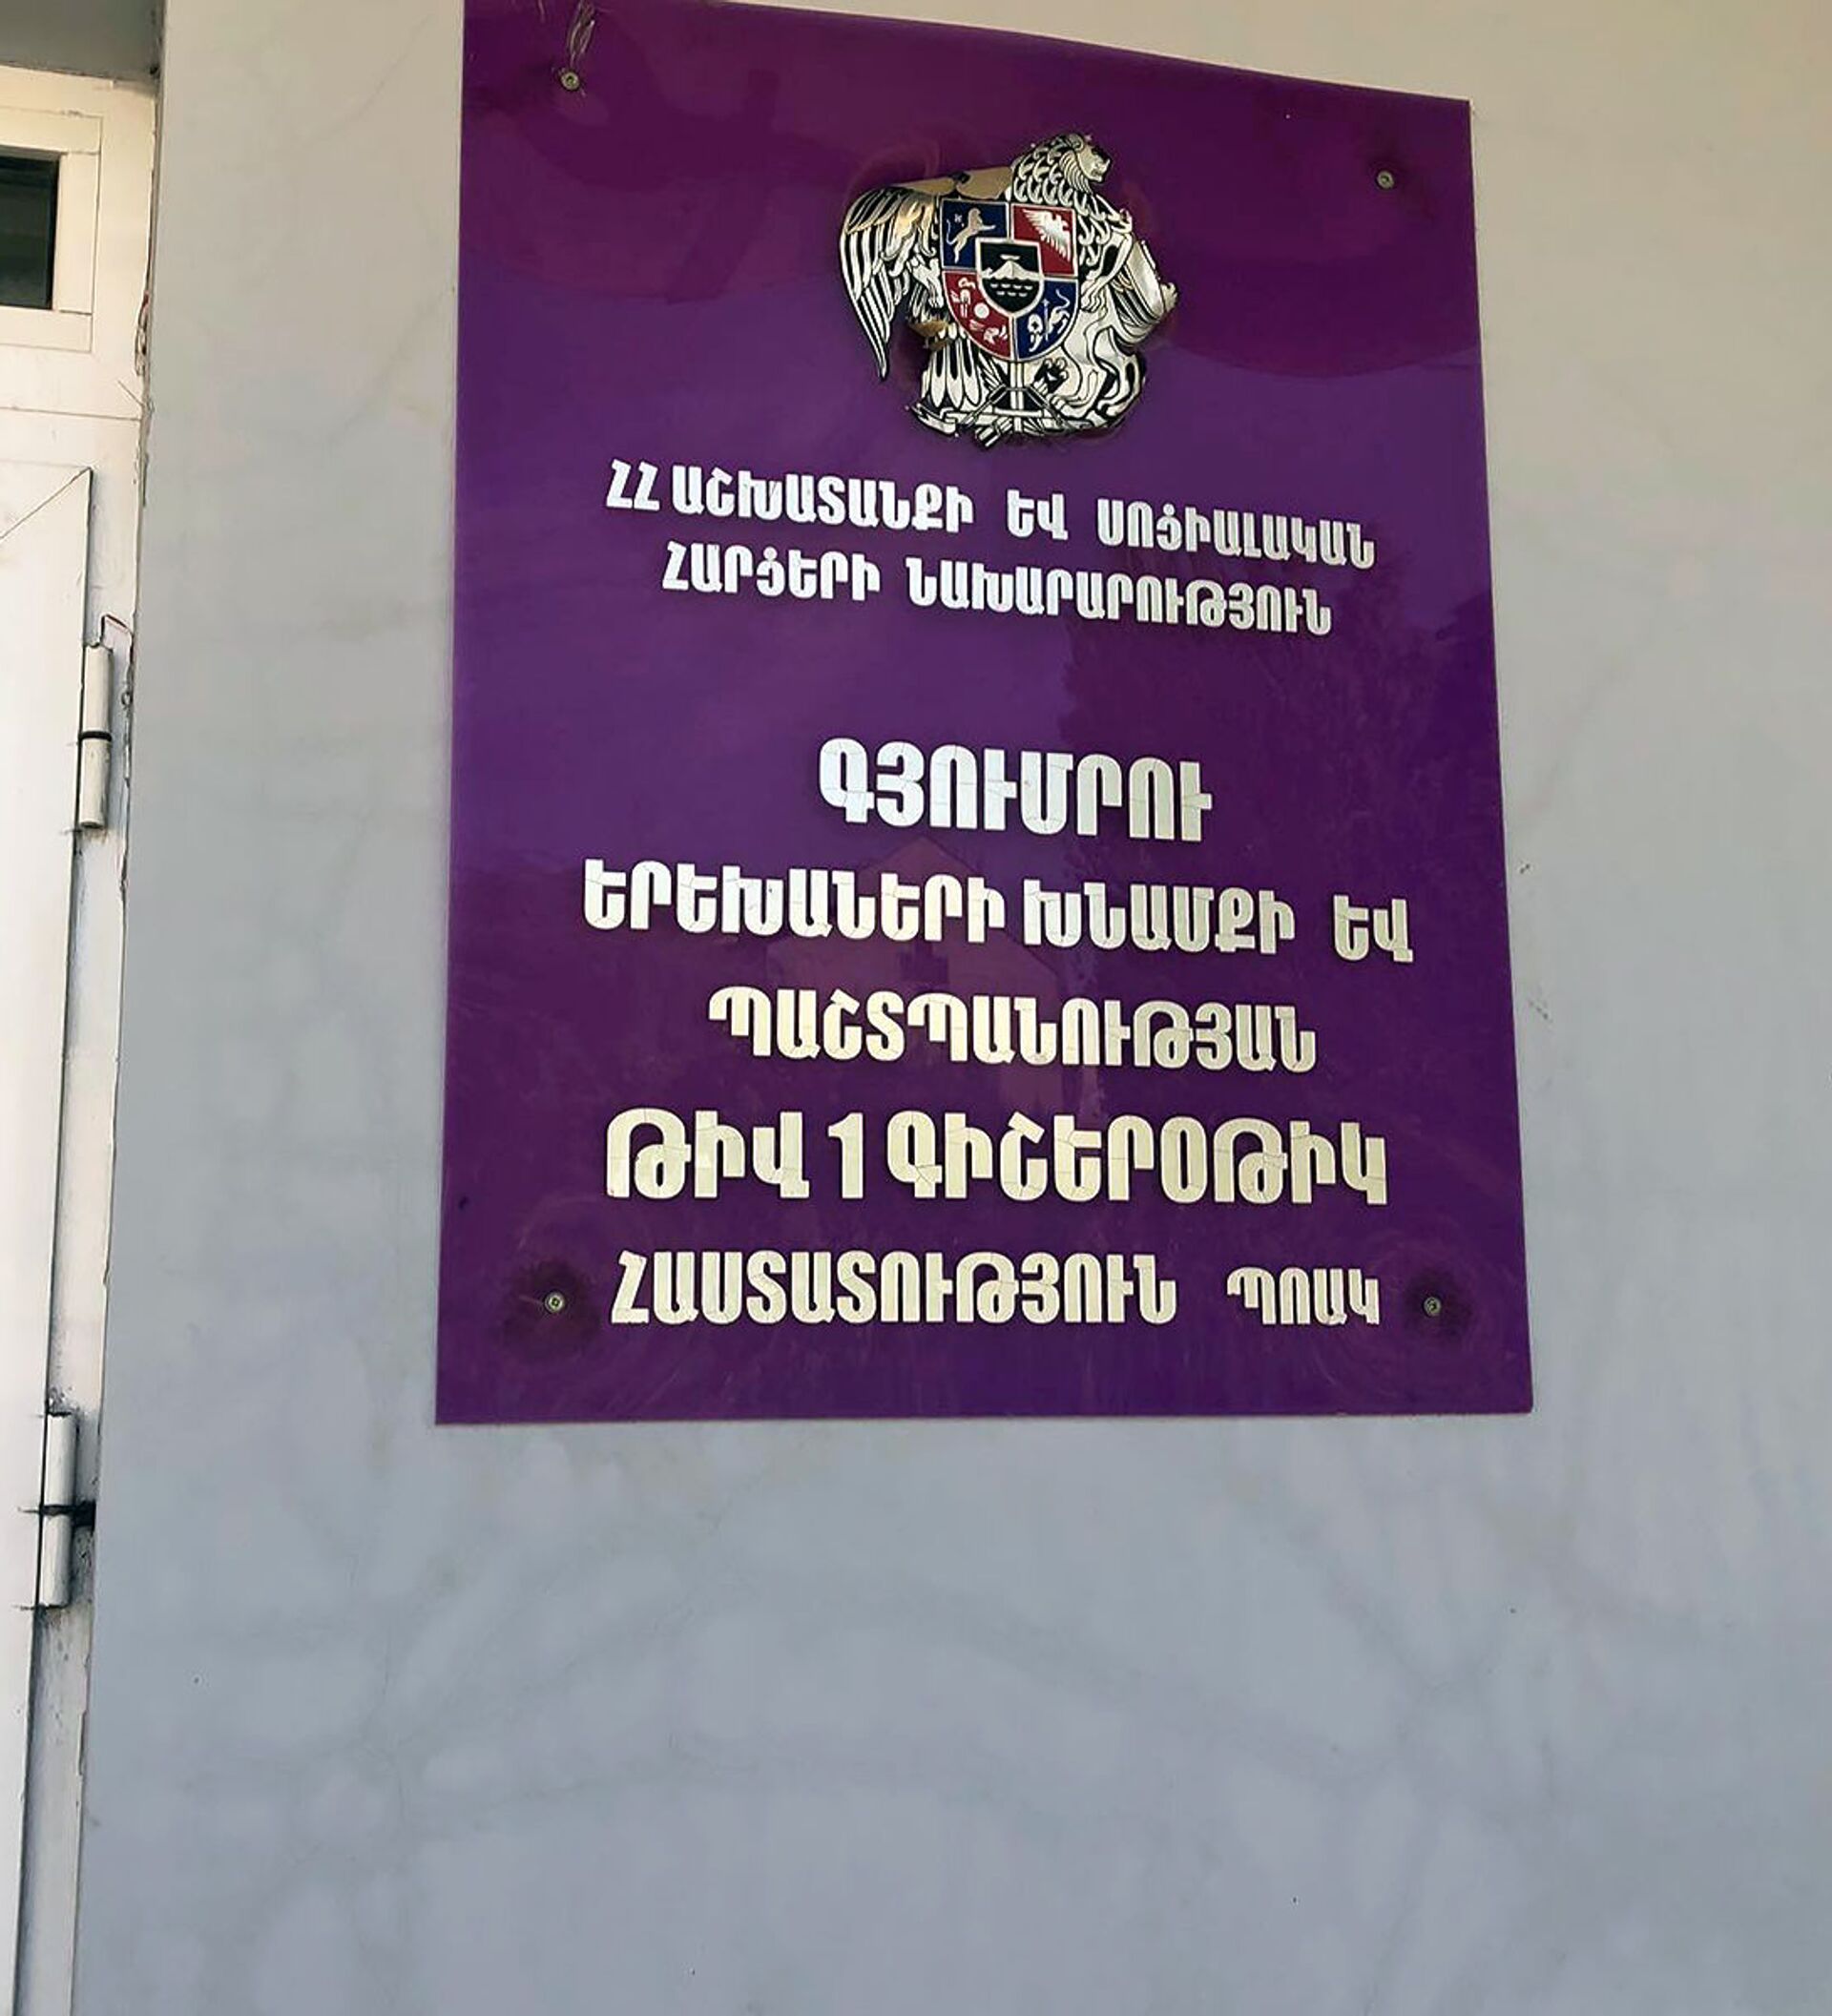 ՀՀ ԱՇԽԱՏԱՆՔԻ ԵՎ ՍՈՑԻԱԼԱԿԱՆ
ՀԱՐՑԵՐԻ ՆԱԽԱՐԱՐՈՒԹՅՈՒՆ
ԳՅՈՒՄՐՈՒ
ԵՐԵԽԱՆԵՐԻ ԽՆԱՄՔԻ ԵՎ
ՊԱՇՏՊԱՆՈՒԹՅԱՆ
ԹԻՎ 1 ԳԻՇԵՐՕԹԻԿ
ՀԱՍՏԱՏՈՒԹՅՈՒՆ ՊՈԱԿ